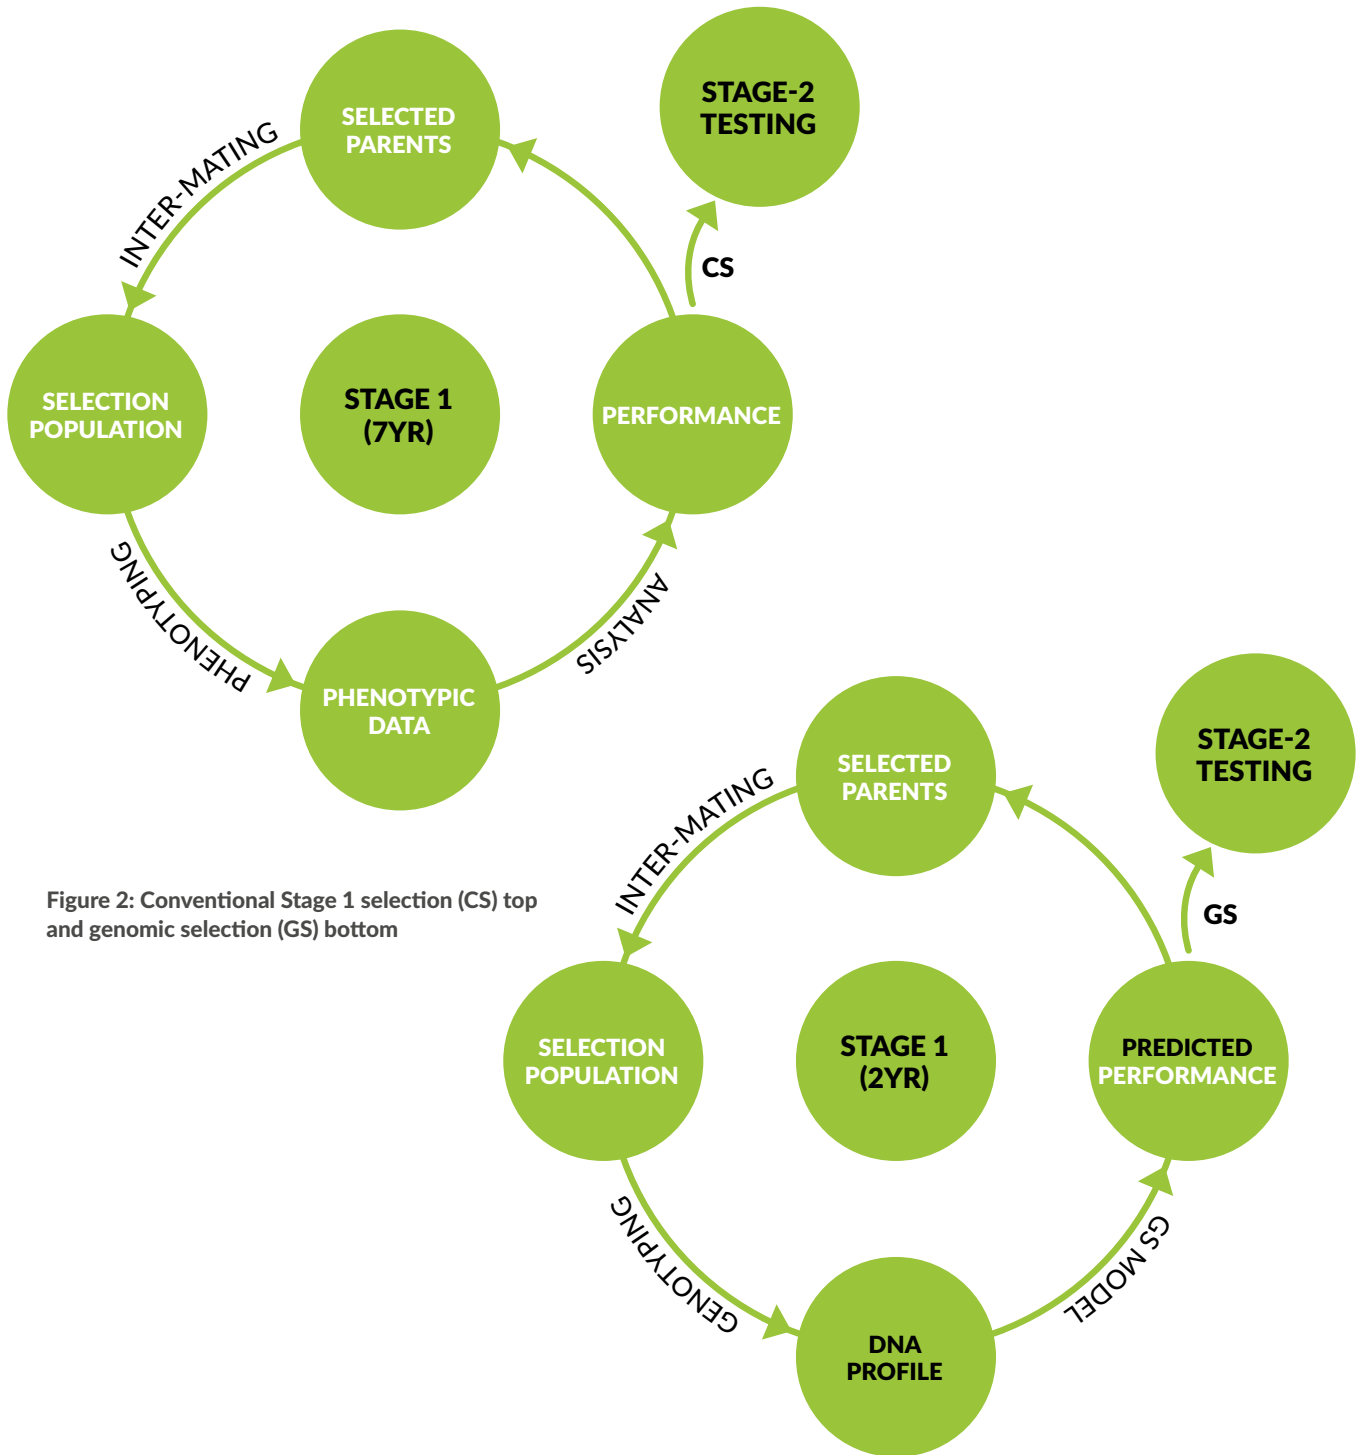 SELECTED
PARENTS
STAGE-2
TESTING
INTER-MATING
CS
SELECTION
POPULATION
STAGE 1
(7YR)
PERFORMANCE
PHENOTYPING
ANALYSIS
PHENOTYPIC
DATA
Figure 2: Conventional Stage 1 selection (CS) top
and genomic selection (GS) bottom
SELECTED
PARENTS
STAGE-2
TESTING
INTER-MATING
GS
SELECTION
POPULATION
STAGE 1
(2YR)
PREDICTED
PERFORMANCE
GENOTYPING
GS MODEL
DNA
PROFILE